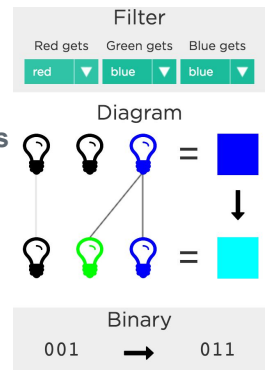 Filter
Red gets Green gets Blue gets
red blue blue
Diagram
s
=
=
Binary
001 → 011